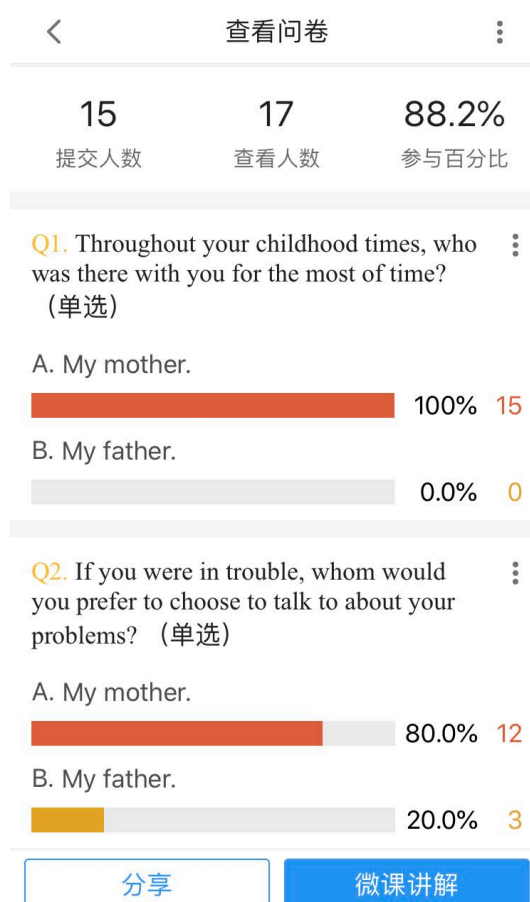 查看问卷
15 17 88.2%
提交人数 查看人数 参与百分比
Q1. Throughout your childhood times, who
was there with you for the most of time?
（单选）
A. My mother.
100% 15
B. My father.
0.0% 0
Q2. If you were in trouble, whom would
you prefer to choose to talk to about your
problems? （单选）
A. My mother.
80.0% 12
B. My father.
20.0% 3
分享 微课讲解